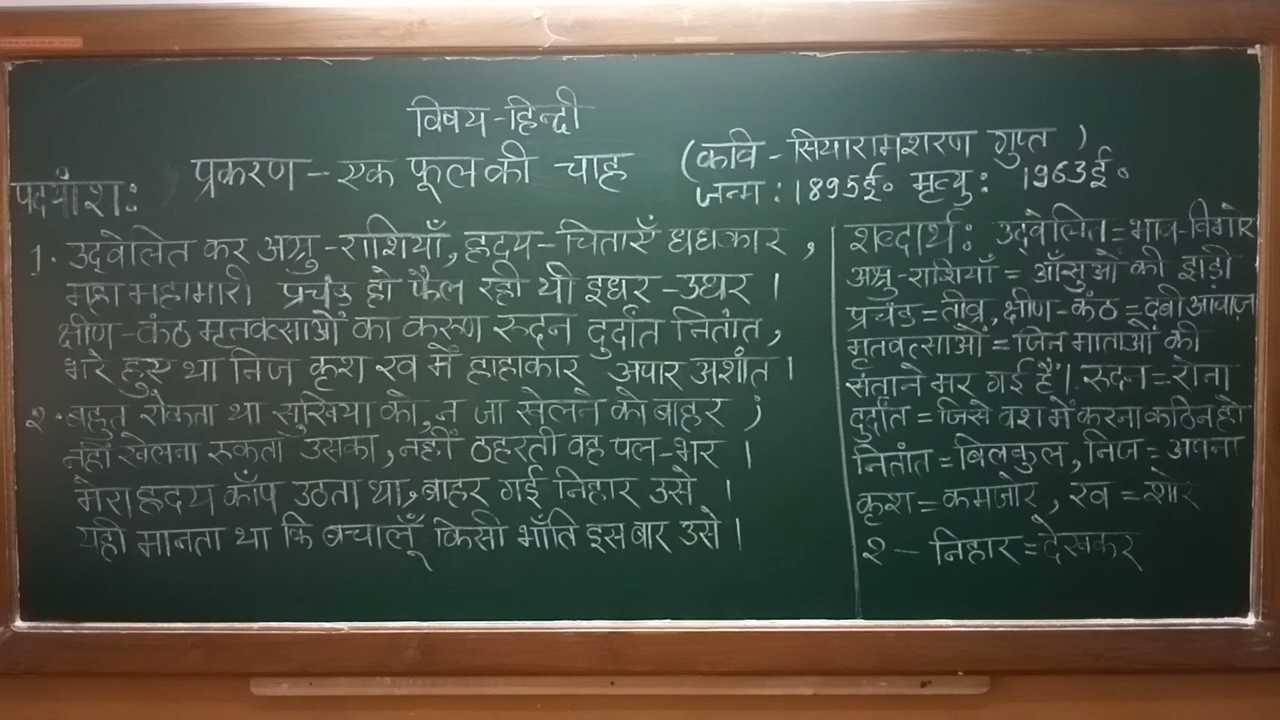 विषय-हिन्दी
प्रकरण - एक फूल की चाह (कवि - सियारामशरण गुप्त )
जन्म : 1895ई० मृत्यु : 1963ई०
पद्यांश:
1. उद्वेलित कर अश्रु-राशियाँ, हृदय-चिताएँ धधकार,
महा महामारी प्रचंड हो फैल रही थी इधर-उधर ।
क्षीण-कंठ मृतवत्साओं का करुण रुदन दुर्दांत नितांत,
भरे हुए था निज कृश रव में हाहाकार अपार अशांत ।
२. बहुत रोकता था सुखिया को, न जा खेलने को बाहर ;
नहीं खेलना रुकता उसका, नहीं ठहरती वह पल-भर ।
मेरा हृदय काँप उठता था, बाहर गई निहार उसे ।
यही मानता था कि बचा लूँ किसी भाँति इस बार उसे ।
शब्दार्थ: उद्वेलित = भाव-विभोर
अश्रु-राशियाँ = आँसुओं की झड़ी
प्रचंड = तीव्र, क्षीण-कंठ = दबी आवाज़
मृतवत्साओं = जिन माताओं की
संताने मर गई हैं । रुदन = रोना
दुर्दांत = जिसे वश में करना कठिन हो
नितांत = बिलकुल, निज = अपना
कृश = कमजोर, रव = शोर
२ - निहार = देखकर